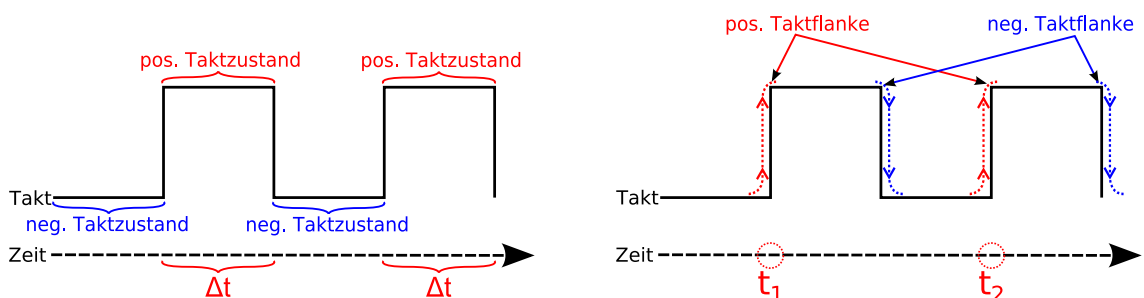 pos. Taktzustand
pos. Taktzustand
Takt
neg. Taktzustand
neg. Taktzustand
Zeit
Δt
Δt
pos. Taktflanke
neg. Taktflanke
Takt
Zeit
t1
t2